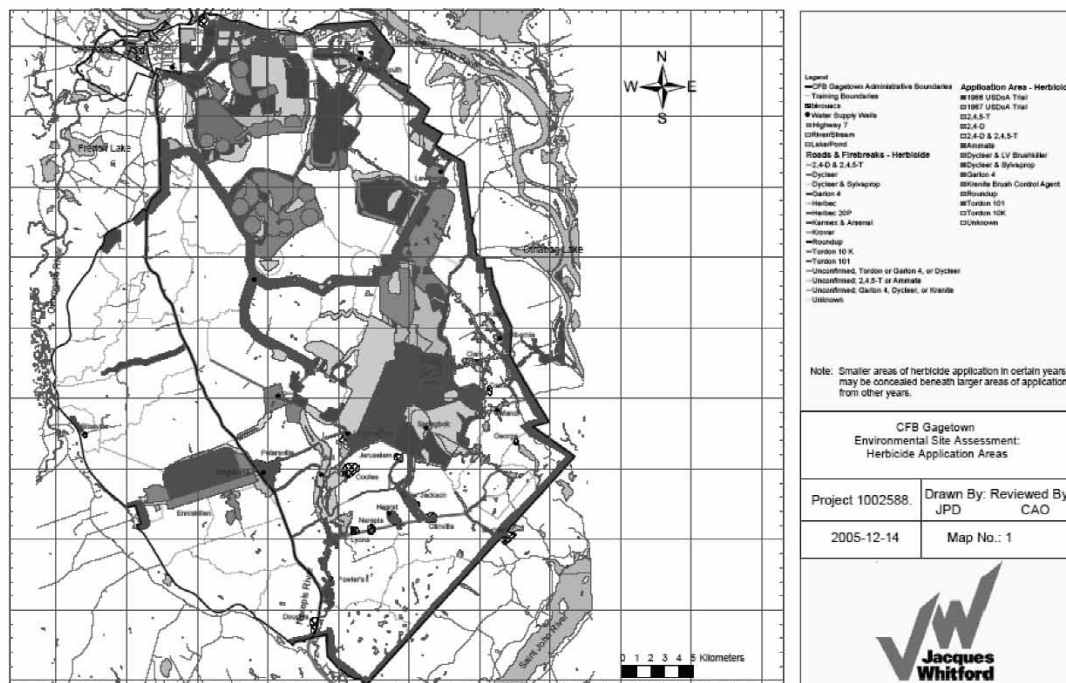 Saint John River
Lake
Lake
N
W E
S
Petersville
Jerusalem
Cootes
Enniskillen
Jackson
Hearst
Nerepis
Lyons
Fowler's
River
Saint John River
0 1 2 3 4 5 Kilometers
Legend
CFB Gagetown Administrative Boundaries
Training Boundaries
Bivouacs
Water Supply Wells
Highway 7
River/Stream
Lake/Pond
Roads & Firebreaks - Herbicide
2,4-D & 2,4,5-T
Dycleer
Dycleer & Sylvaprop
Garlon 4
Herbec
Herbec 20P
Karmex & Arsenal
Krovar
Roundup
Tordon 10 K
Tordon 101
Unconfirmed; Tordon or Garlon 4, or Dycleer
Unconfirmed; 2,4,5-T or Ammate
Unconfirmed; Garlon 4, Dycleer, or Krenite
Unknown
Application Area - Herbicid
1966 USDoA Trial
1967 USDoA Trial
2,4,5-T
2,4-D
2,4-D & 2,4,5-T
Ammate
Dycleer & LV Brushkiller
Dycleer & Sylvaprop
Garlon 4
Krenite Brush Control Agent
Roundup
Tordon 101
Tordon 10K
Unknown
Note: Smaller areas of herbicide application in certain years
may be concealed beneath larger areas of application
from other years.
CFB Gagetown
Environmental Site Assessment:
Herbicide Application Areas
Project 1002588.
Drawn By: Reviewed By
JPD CAO
2005-12-14
Map No.: 1
Jacques
Whitford